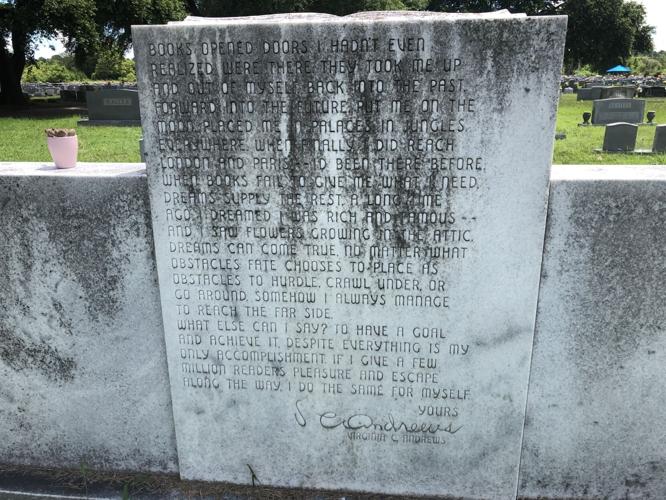 BOOKS OPENED DOORS I HADN'T EVEN
REALIZED WERE THERE. THEY TOOK ME UP
AND OUT OF MYSELF, BACK INTO THE PAST,
FORWARD INTO THE FUTURE, PUT ME ON THE
MOON, PLACED ME IN PALACES, IN JUNGLES,
EVERYWHERE. WHEN FINALLY I DID REACH
LONDON AND PARIS--I'D BEEN THERE BEFORE.
WHEN BOOKS FAIL TO GIVE ME WHAT I NEED,
DREAMS SUPPLY THE REST. A LONG TIME
AGO I DREAMED I WAS RICH AND FAMOUS --
AND I SAW FLOWERS GROWING IN THE ATTIC.
DREAMS CAN COME TRUE, NO MATTER WHAT
OBSTACLES FATE CHOOSES TO PLACE AS
OBSTACLES TO HURDLE, CRAWL UNDER, OR
GO AROUND. SOMEHOW I ALWAYS MANAGE
TO REACH THE FAR SIDE.
WHAT ELSE CAN I SAY? TO HAVE A GOAL
AND ACHIEVE IT, DESPITE EVERYTHING IS MY
ONLY ACCOMPLISHMENT. IF I GIVE A FEW
MILLION READERS PLEASURE AND ESCAPE
ALONG THE WAY, I DO THE SAME FOR MYSELF.
YOURS
V C Andrews
VIRGINIA C. ANDREWS